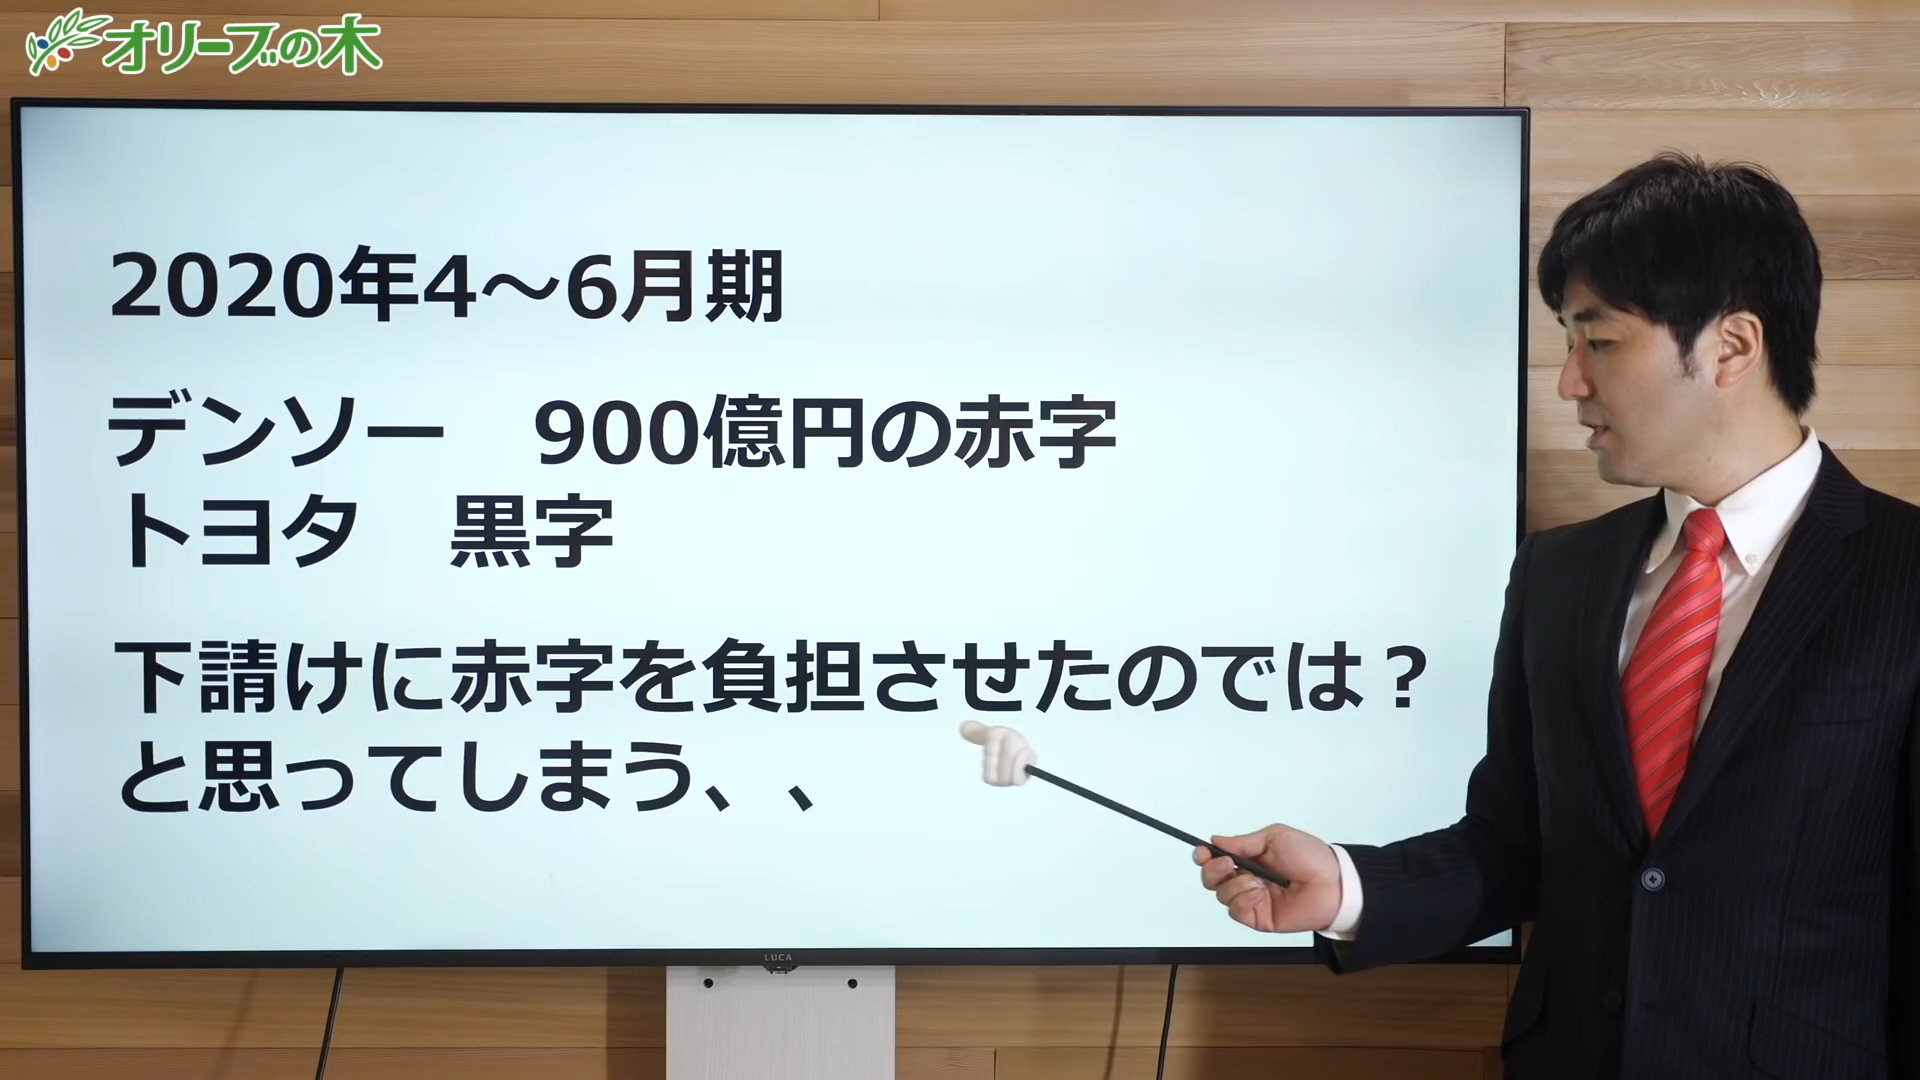 オリーブの木
2020年4～6月期
デンソー　900億円の赤字
トヨタ　黒字
下請けに赤字を負担させたのでは？
と思ってしまう、、
LUCA